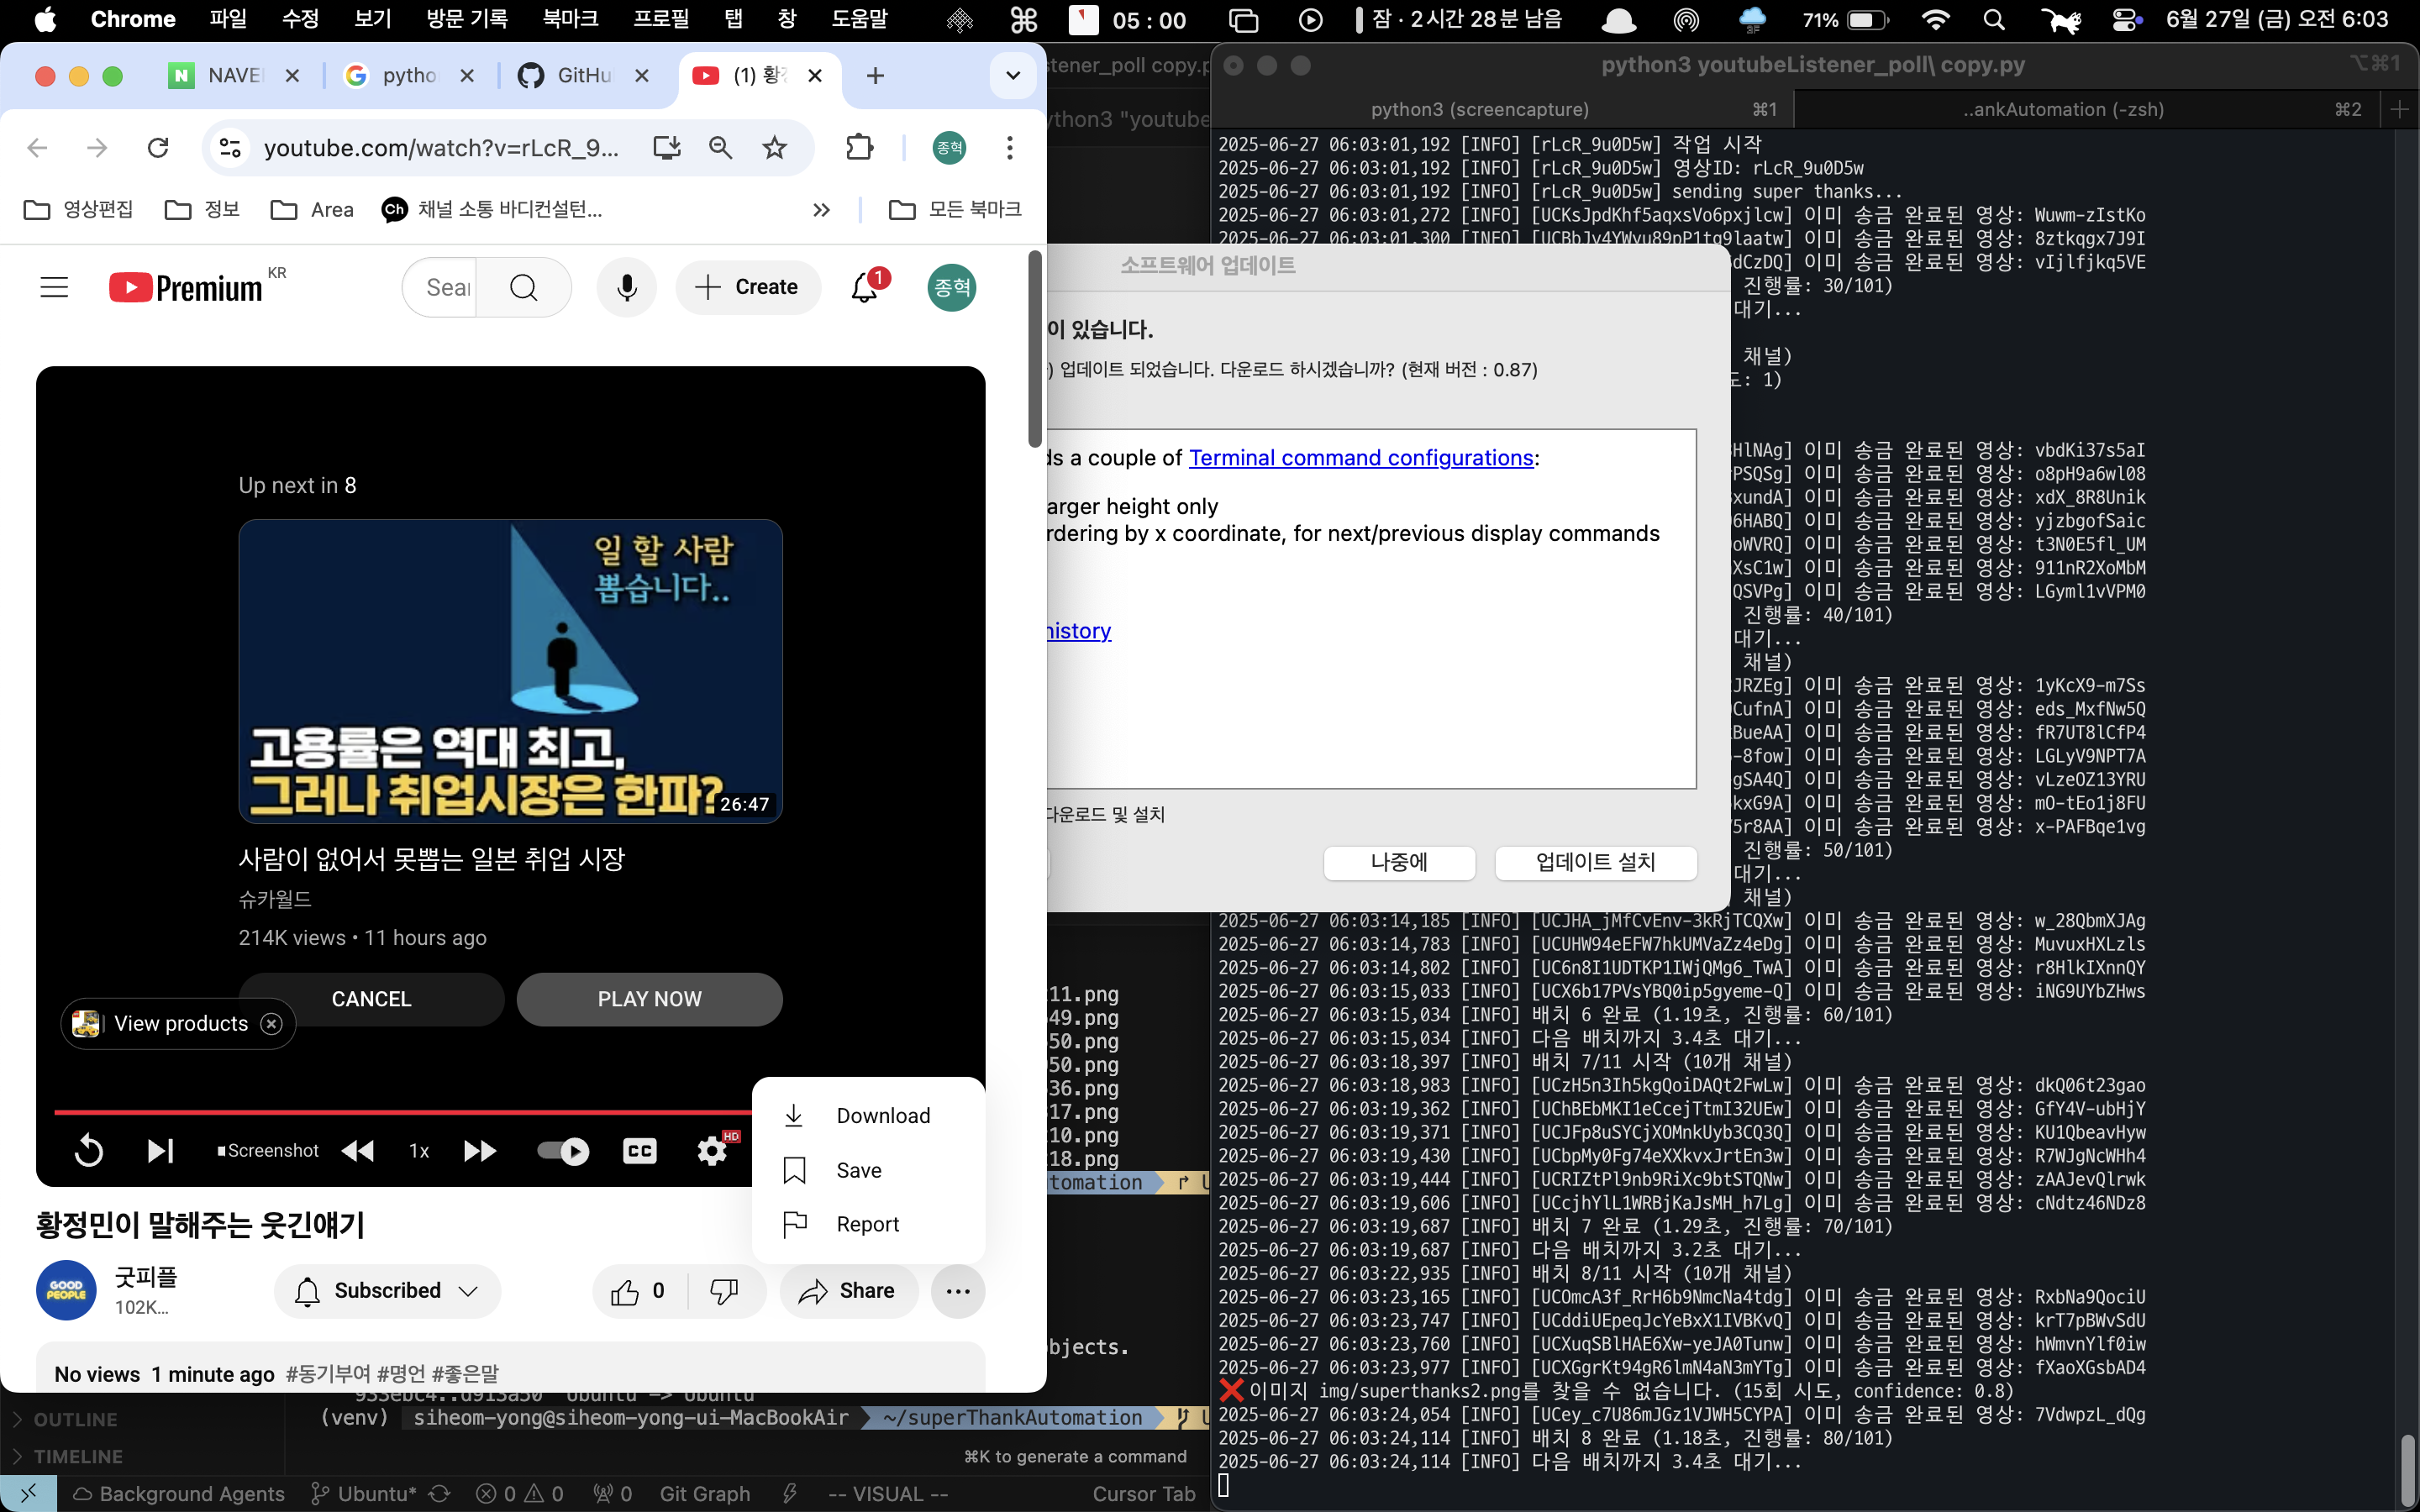 Chrome 파일 수정 보기 방문 기록 북마크 프로필 탭 창 도움말 05 : 00 잠 · 2시간 28분 남음 3F 71% 6월 27일 (금) 오전 6:03
NAVE pytho GitHu (1) 황
youtube.com/watch?v=rLcR_9... 종혁
영상편집 정보 Area Ch 채널 소통 바디컨설턴... 모든 북마크
Premium KR Sear Create 1 종혁
Up next in 8
일 할 사람
뽑습니다..
고용률은 역대 최고,
그러나 취업시장은 한파?
26:47
사람이 없어서 못뽑는 일본 취업 시장
슈카월드
214K views • 11 hours ago
CANCEL PLAY NOW
View products
Download
Save
Report
Screenshot 1x CC HD
황정민이 말해주는 웃긴얘기
GOOD PEOPLE
굿피플
102K...
Subscribed 0 Share
No views 1 minute ago #동기부여 #명언 #좋은말
stener_poll copy.p
ython3 "youtube
소프트웨어 업데이트
이 있습니다.
) 업데이트 되었습니다. 다운로드 하시겠습니까? (현재 버전 : 0.87)
ds a couple of Terminal command configurations:
arger height only
rdering by x coordinate, for next/previous display commands
history
다운로드 및 설치
나중에 업데이트 설치
11.png
49.png
50.png
50.png
36.png
17.png
10.png
18.png
tomation
bjects.
(venv) siheom-yong@siheom-yong-ui-MacBookAir ~/superThankAutomation
OUTLINE
TIMELINE
⌘K to generate a command
Background Agents Ubuntu* 0 0 0 Git Graph -- VISUAL -- Cursor Tab
python3 youtubeListener_poll\ copy.py ⌥⌘1
python3 (screencapture) ⌘1 ..ankAutomation (-zsh) ⌘2
2025-06-27 06:03:01,192 [INFO] [rLcR_9u0D5w] 작업 시작
2025-06-27 06:03:01,192 [INFO] [rLcR_9u0D5w] 영상ID: rLcR_9u0D5w
2025-06-27 06:03:01,192 [INFO] [rLcR_9u0D5w] sending super thanks...
2025-06-27 06:03:01,272 [INFO] [UCKsJpdKhf5aqxsVo6pxjlcw] 이미 송금 완료된 영상: Wuwm-zIstKo
2025-06-27 06:03:01,300 [INFO] [UCBbJy4YWyu89pP1tq9laatw] 이미 송금 완료된 영상: 8ztkqgx7J9I
dCzDQ] 이미 송금 완료된 영상: vIjlfjkq5VE
진행률: 30/101)
대기...
채널)
도: 1)
HlNAg] 이미 송금 완료된 영상: vbdKi37s5aI
PSQSg] 이미 송금 완료된 영상: o8pH9a6wl08
xundA] 이미 송금 완료된 영상: xdX_8R8Unik
6HABQ] 이미 송금 완료된 영상: yjzbgofSaic
oWVRQ] 이미 송금 완료된 영상: t3N0E5fl_UM
XsC1w] 이미 송금 완료된 영상: 911nR2XoMbM
QSVPg] 이미 송금 완료된 영상: LGyml1vVPM0
진행률: 40/101)
대기...
채널)
JRZEg] 이미 송금 완료된 영상: 1yKcX9-m7Ss
CufnA] 이미 송금 완료된 영상: eds_MxfNw5Q
BueAA] 이미 송금 완료된 영상: fR7UT8lCfP4
-8fow] 이미 송금 완료된 영상: LGLyV9NPT7A
gSA4Q] 이미 송금 완료된 영상: vLzeOZ13YRU
kxG9A] 이미 송금 완료된 영상: mO-tEo1j8FU
5r8AA] 이미 송금 완료된 영상: x-PAFBqe1vg
진행률: 50/101)
대기...
채널)
2025-06-27 06:03:14,185 [INFO] [UCJHA_jMfCvEnv-3kRjTCQXw] 이미 송금 완료된 영상: w_28QbmXJAg
2025-06-27 06:03:14,783 [INFO] [UCUHW94eEFW7hkUMVaZz4eDg] 이미 송금 완료된 영상: MuvuxHXLzls
2025-06-27 06:03:14,802 [INFO] [UC6n8I1UDTKP1IWjQMg6_TwA] 이미 송금 완료된 영상: r8HlkIXnnQY
2025-06-27 06:03:15,033 [INFO] [UCX6b17PVsYBQ0ip5gyeme-Q] 이미 송금 완료된 영상: iNG9UYbZHws
2025-06-27 06:03:15,034 [INFO] 배치 6 완료 (1.19초, 진행률: 60/101)
2025-06-27 06:03:15,034 [INFO] 다음 배치까지 3.4초 대기...
2025-06-27 06:03:18,397 [INFO] 배치 7/11 시작 (10개 채널)
2025-06-27 06:03:18,983 [INFO] [UCzH5n3Ih5kgQoiDAQt2FwLw] 이미 송금 완료된 영상: dkQ06t23gao
2025-06-27 06:03:19,362 [INFO] [UChBEbMKI1eCcejTtmI32UEw] 이미 송금 완료된 영상: GfY4V-ubHjY
2025-06-27 06:03:19,371 [INFO] [UCJFp8uSYCjXOMnkUyb3CQ3Q] 이미 송금 완료된 영상: KU1QbeavHyw
2025-06-27 06:03:19,430 [INFO] [UCbpMy0Fg74eXXkvxJrtEn3w] 이미 송금 완료된 영상: R7WJgNcWHh4
2025-06-27 06:03:19,444 [INFO] [UCRIZtPl9nb9RiXc9btSTQNw] 이미 송금 완료된 영상: zAAJevQlrwk
2025-06-27 06:03:19,606 [INFO] [UCcjhYlL1WRBjKaJsMH_h7Lg] 이미 송금 완료된 영상: cNdtz46NDz8
2025-06-27 06:03:19,687 [INFO] 배치 7 완료 (1.29초, 진행률: 70/101)
2025-06-27 06:03:19,687 [INFO] 다음 배치까지 3.2초 대기...
2025-06-27 06:03:22,935 [INFO] 배치 8/11 시작 (10개 채널)
2025-06-27 06:03:23,165 [INFO] [UCOmcA3f_RrH6b9NmcNa4tdg] 이미 송금 완료된 영상: RxbNa9QociU
2025-06-27 06:03:23,747 [INFO] [UCddiUEpeqJcYeBxX1IVBKvQ] 이미 송금 완료된 영상: krT7pBWvSdU
2025-06-27 06:03:23,760 [INFO] [UCXuqSBlHAE6Xw-yeJA0Tunw] 이미 송금 완료된 영상: hWmvnYlf0iw
2025-06-27 06:03:23,977 [INFO] [UCXGgrKt94gR6lmN4aN3mYTg] 이미 송금 완료된 영상: fXaoXGsbAD4
❌이미지 img/superthanks2.png를 찾을 수 없습니다. (15회 시도, confidence: 0.8)
2025-06-27 06:03:24,054 [INFO] [UCey_c7U86mJGz1VJWH5CYPA] 이미 송금 완료된 영상: 7VdwpzL_dQg
2025-06-27 06:03:24,114 [INFO] 배치 8 완료 (1.18초, 진행률: 80/101)
2025-06-27 06:03:24,114 [INFO] 다음 배치까지 3.4초 대기...